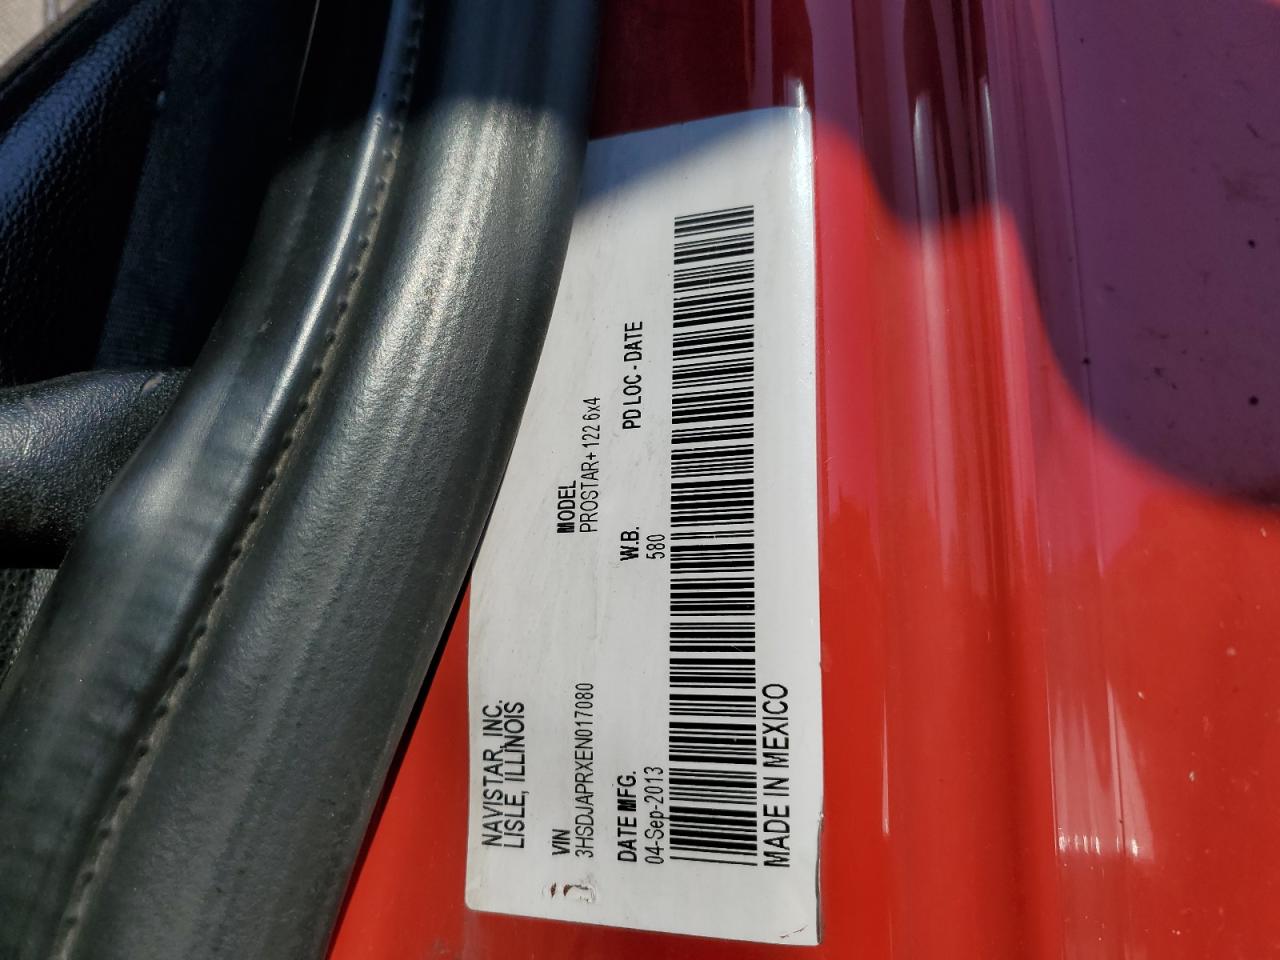 NAVISTAR, INC.
LISLE, ILLINOIS
VIN
3HSDJAPRXEN017080
MODEL
PROSTAR+ 122 6x4
DATE MFG.
04-Sep-2013
W.B.
580
PD LOC - DATE
MADE IN MEXICO